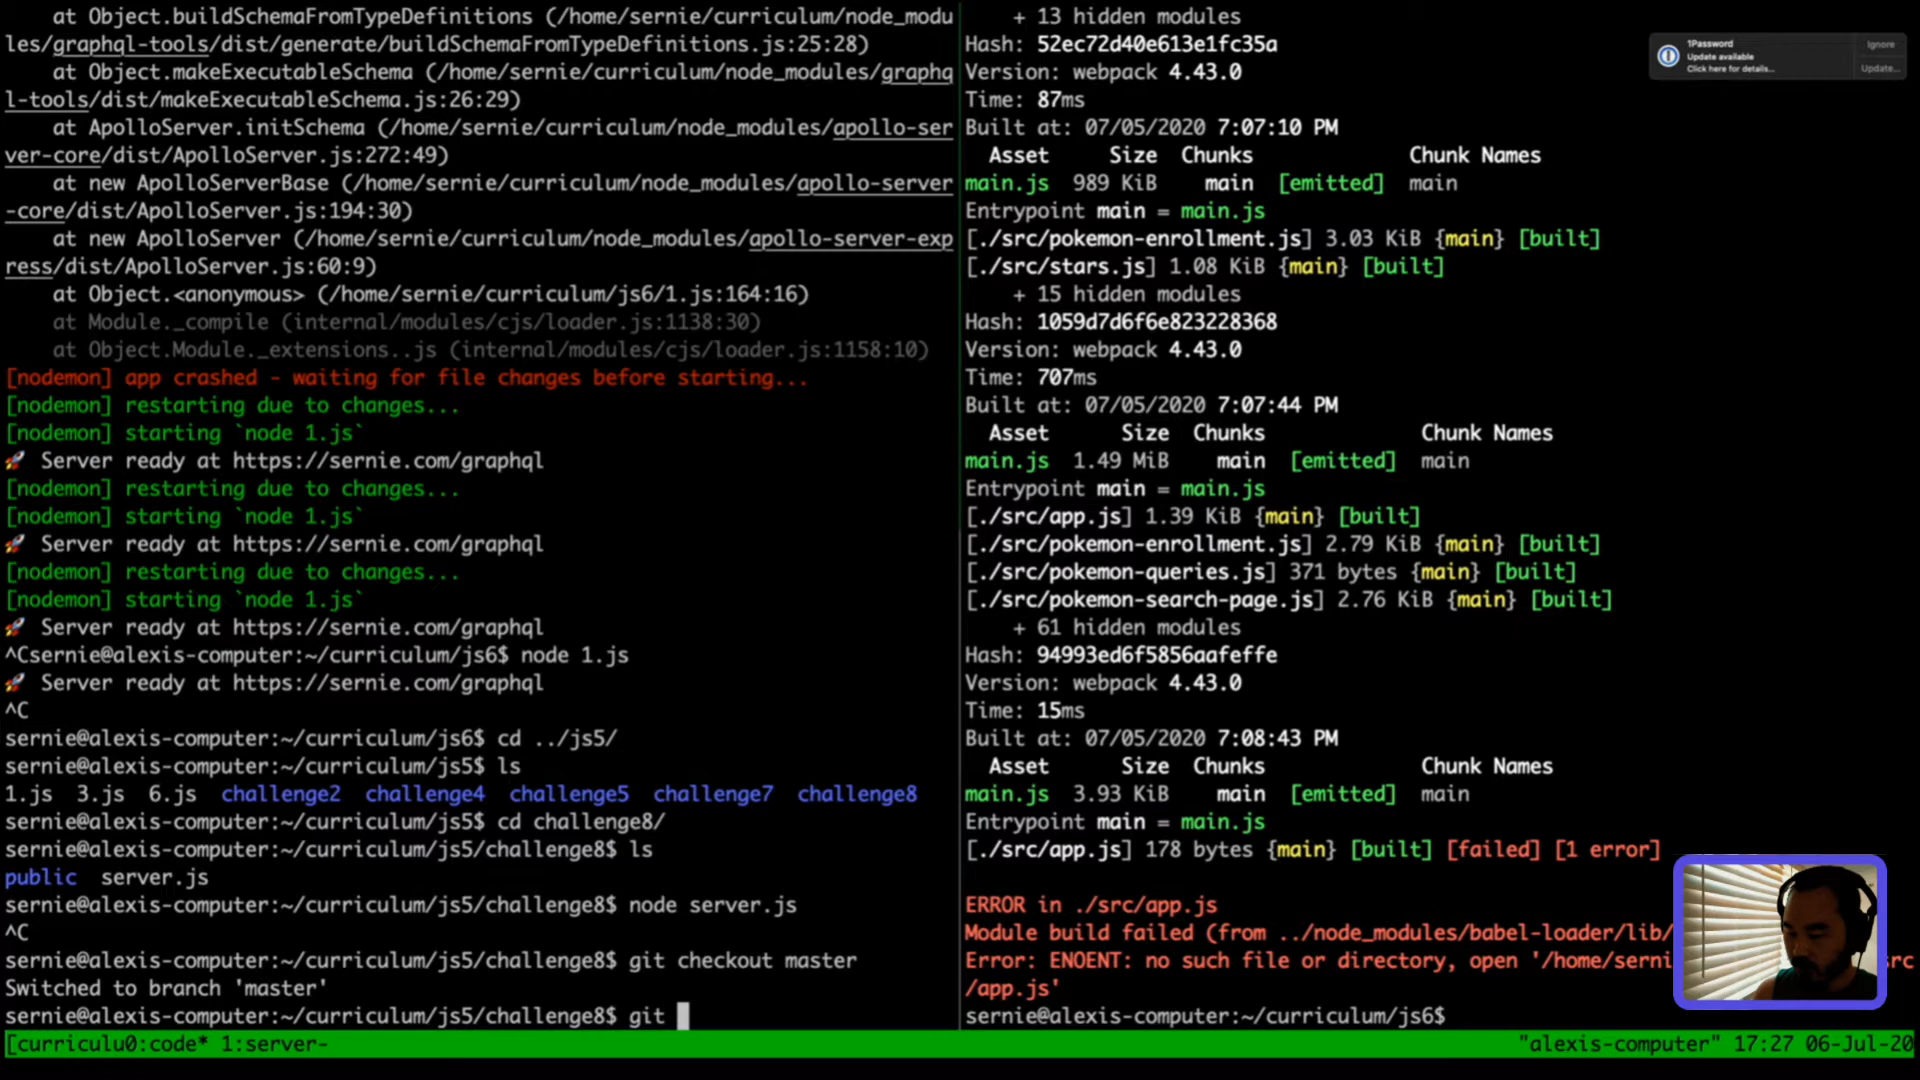 at Object.buildSchemaFromTypeDefinitions (/home/sernie/curriculum/node_modu
les/graphql-tools/dist/generate/buildSchemaFromTypeDefinitions.js:25:28)
    at Object.makeExecutableSchema (/home/sernie/curriculum/node_modules/graphq
l-tools/dist/makeExecutableSchema.js:26:29)
    at ApolloServer.initSchema (/home/sernie/curriculum/node_modules/apollo-ser
ver-core/dist/ApolloServer.js:272:49)
    at new ApolloServerBase (/home/sernie/curriculum/node_modules/apollo-server
-core/dist/ApolloServer.js:194:30)
    at new ApolloServer (/home/sernie/curriculum/node_modules/apollo-server-exp
ress/dist/ApolloServer.js:60:9)
    at Object.<anonymous> (/home/sernie/curriculum/js6/1.js:164:16)
    at Module._compile (internal/modules/cjs/loader.js:1138:30)
    at Object.Module._extensions..js (internal/modules/cjs/loader.js:1158:10)
[nodemon] app crashed - waiting for file changes before starting...
[nodemon] restarting due to changes...
[nodemon] starting `node 1.js`
🚀 Server ready at https://sernie.com/graphql
[nodemon] restarting due to changes...
[nodemon] starting `node 1.js`
🚀 Server ready at https://sernie.com/graphql
[nodemon] restarting due to changes...
[nodemon] starting `node 1.js`
🚀 Server ready at https://sernie.com/graphql
^Csernie@alexis-computer:~/curriculum/js6$ node 1.js
🚀 Server ready at https://sernie.com/graphql
^C
sernie@alexis-computer:~/curriculum/js6$ cd ../js5/
sernie@alexis-computer:~/curriculum/js5$ ls
1.js  3.js  6.js  challenge2  challenge4  challenge5  challenge7  challenge8
sernie@alexis-computer:~/curriculum/js5$ cd challenge8/
sernie@alexis-computer:~/curriculum/js5/challenge8$ ls
public  server.js
sernie@alexis-computer:~/curriculum/js5/challenge8$ node server.js
^C
sernie@alexis-computer:~/curriculum/js5/challenge8$ git checkout master
Switched to branch 'master'
sernie@alexis-computer:~/curriculum/js5/challenge8$ git
    + 13 hidden modules
Hash: 52ec72d40e613e1fc35a
Version: webpack 4.43.0
Time: 87ms
Built at: 07/05/2020 7:07:10 PM
  Asset     Size  Chunks             Chunk Names
main.js  989 KiB    main  [emitted]  main
Entrypoint main = main.js
[./src/pokemon-enrollment.js] 3.03 KiB {main} [built]
[./src/stars.js] 1.08 KiB {main} [built]
    + 15 hidden modules
Hash: 1059d7d6f6e823228368
Version: webpack 4.43.0
Time: 707ms
Built at: 07/05/2020 7:07:44 PM
  Asset      Size  Chunks             Chunk Names
main.js  1.49 MiB    main  [emitted]  main
Entrypoint main = main.js
[./src/app.js] 1.39 KiB {main} [built]
[./src/pokemon-enrollment.js] 2.79 KiB {main} [built]
[./src/pokemon-queries.js] 371 bytes {main} [built]
[./src/pokemon-search-page.js] 2.76 KiB {main} [built]
    + 61 hidden modules
Hash: 94993ed6f5856aafeffe
Version: webpack 4.43.0
Time: 15ms
Built at: 07/05/2020 7:08:43 PM
  Asset      Size  Chunks             Chunk Names
main.js  3.93 KiB    main  [emitted]  main
Entrypoint main = main.js
[./src/app.js] 178 bytes {main} [built] [failed] [1 error]
ERROR in ./src/app.js
Module build failed (from ../node_modules/babel-loader/lib/
Error: ENOENT: no such file or directory, open '/home/serni src
/app.js'
sernie@alexis-computer:~/curriculum/js6$
1Password
Update available
Click here for details...
Ignore
Update...
[curriculu0:code* 1:server-
"alexis-computer" 17:27 06-Jul-20